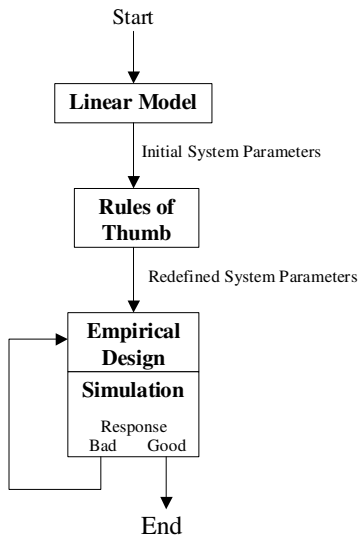 Start
Linear Model
Initial System Parameters
Rules of
Thumb
Redefined System Parameters
Empirical
Design
Simulation
Response
Bad Good
End